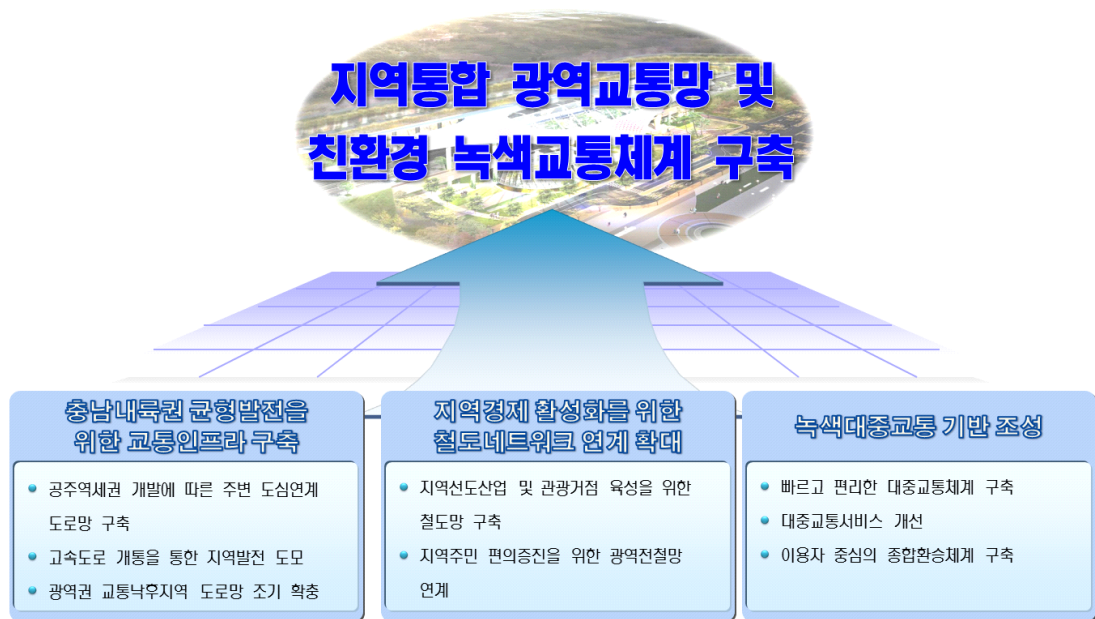 지역통합 광역교통망 및
친환경 녹색교통체계 구축
충남내륙권 균형발전을
위한 교통인프라 구축
공주역세권 개발에 따른 주변 도심연계
도로망 구축
고속도로 개통을 통한 지역발전 도모
광역권 교통낙후지역 도로망 조기 확충
지역경제 활성화를 위한
철도네트워크 연계 확대
지역선도산업 및 관광거점 육성을 위한
철도망 구축
지역주민 편의증진을 위한 광역전철망
연계
녹색대중교통 기반 조성
빠르고 편리한 대중교통체계 구축
대중교통서비스 개선
이용자 중심의 종합환승체계 구축